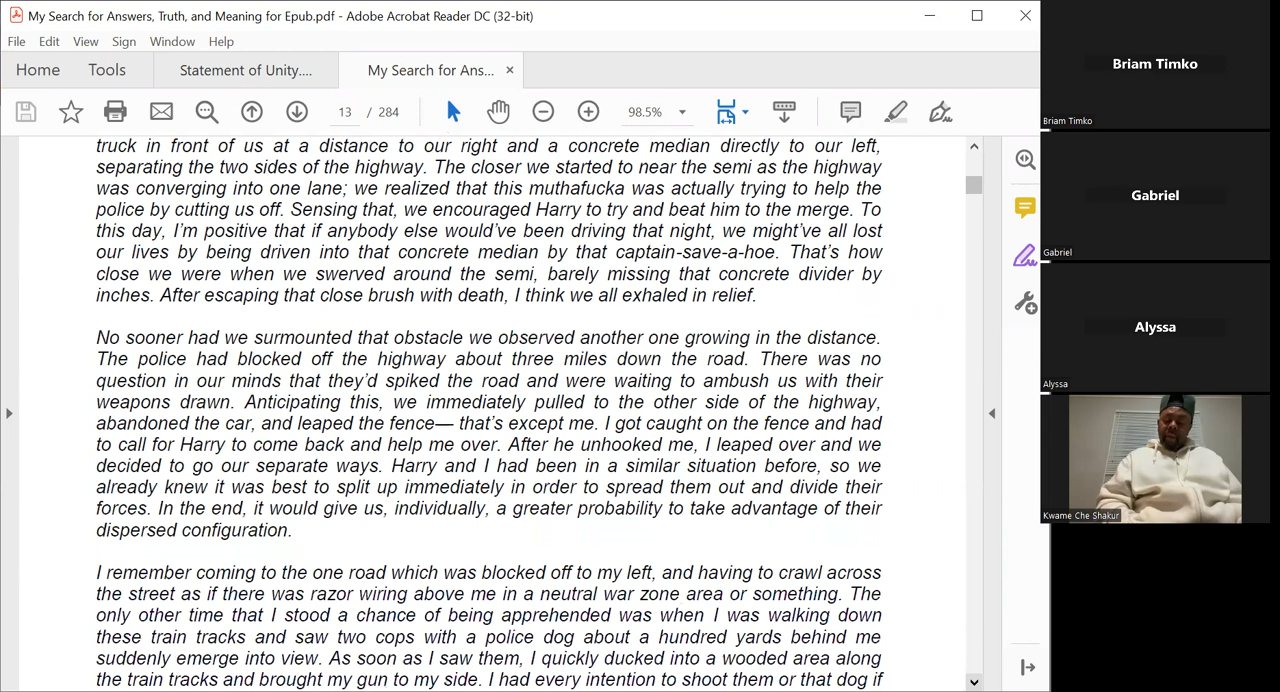 My Search for Answers, Truth, and Meaning for Epub.pdf - Adobe Acrobat Reader DC (32-bit)
File Edit View Sign Window Help
Home Tools Statement of Unity.... My Search for Ans... ×
13 / 284 98.5%
truck in front of us at a distance to our right and a concrete median directly to our left,
separating the two sides of the highway. The closer we started to near the semi as the highway
was converging into one lane; we realized that this muthafucka was actually trying to help the
police by cutting us off. Sensing that, we encouraged Harry to try and beat him to the merge. To
this day, I'm positive that if anybody else would've been driving that night, we might've all lost
our lives by being driven into that concrete median by that captain-save-a-hoe. That's how
close we were when we swerved around the semi, barely missing that concrete divider by
inches. After escaping that close brush with death, I think we all exhaled in relief.
No sooner had we surmounted that obstacle we observed another one growing in the distance.
The police had blocked off the highway about three miles down the road. There was no
question in our minds that they'd spiked the road and were waiting to ambush us with their
weapons drawn. Anticipating this, we immediately pulled to the other side of the highway,
abandoned the car, and leaped the fence— that's except me. I got caught on the fence and had
to call for Harry to come back and help me over. After he unhooked me, I leaped over and we
decided to go our separate ways. Harry and I had been in a similar situation before, so we
already knew it was best to split up immediately in order to spread them out and divide their
forces. In the end, it would give us, individually, a greater probability to take advantage of their
dispersed configuration.
I remember coming to the one road which was blocked off to my left, and having to crawl across
the street as if there was razor wiring above me in a neutral war zone area or something. The
only other time that I stood a chance of being apprehended was when I was walking down
these train tracks and saw two cops with a police dog about a hundred yards behind me
suddenly emerge into view. As soon as I saw them, I quickly ducked into a wooded area along
the train tracks and brought my gun to my side. I had every intention to shoot them or that dog if
Briam Timko
Briam Timko
Gabriel
Gabriel
Alyssa
Alyssa
Kwame Che Shakur